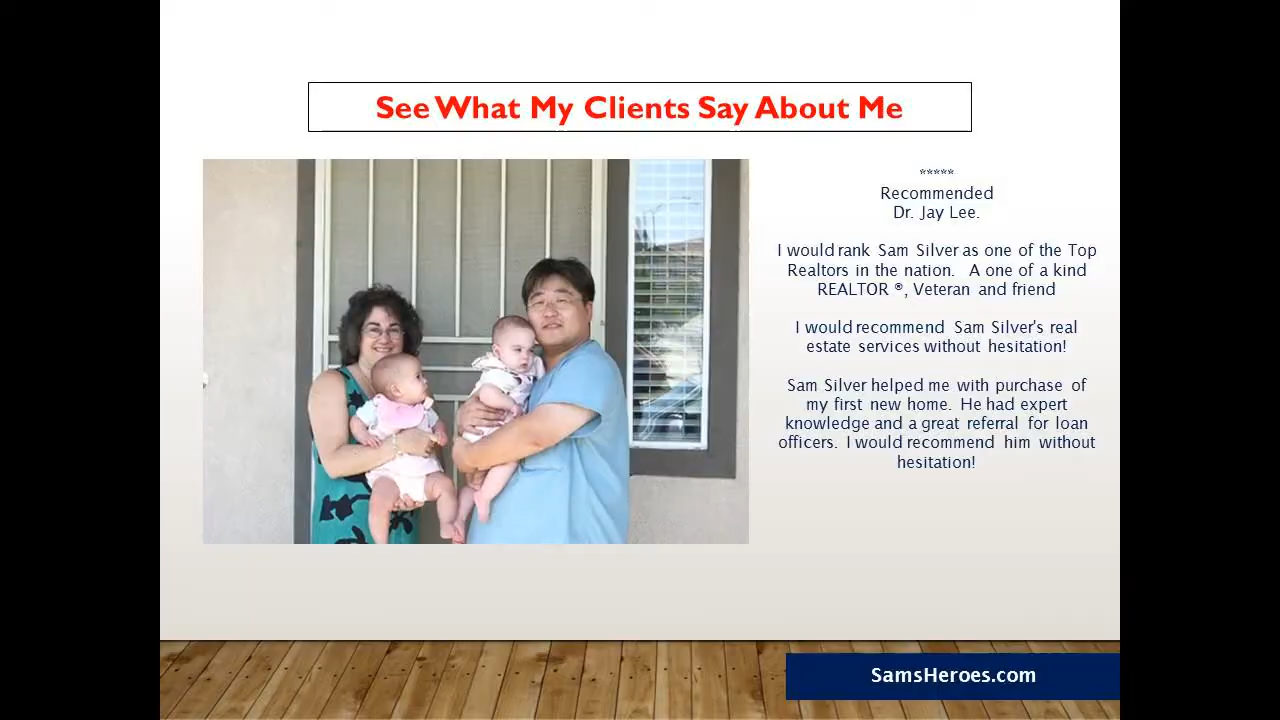 See What My Clients Say About Me
*****
Recommended
Dr. Jay Lee.
I would rank Sam Silver as one of the Top
Realtors in the nation. A one of a kind
REALTOR ®, Veteran and friend
I would recommend Sam Silver's real
estate services without hesitation!
Sam Silver helped me with purchase of
my first new home. He had expert
knowledge and a great referral for loan
officers. I would recommend him without
hesitation!
SamsHeroes.com